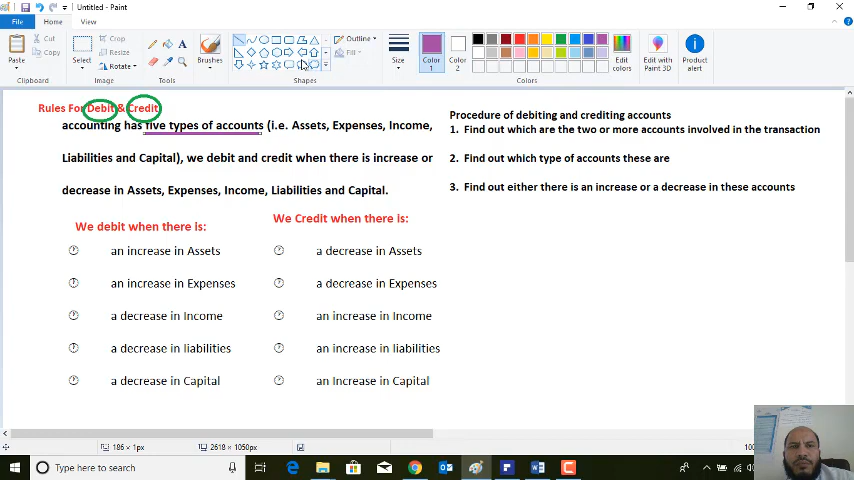 Untitled - Paint
File
Home
View
Paste
Cut
Copy
Clipboard
Select
Crop
Resize
Rotate
Image
A
Tools
Brushes
Outline
Fill
Shapes
Size
Color
1
Color
2
Edit
colors
Colors
Edit with
Paint 3D
Product
alert
Rules For Debit & Credit
accounting has five types of accounts (i.e. Assets, Expenses, Income,
Liabilities and Capital), we debit and credit when there is increase or
decrease in Assets, Expenses, Income, Liabilities and Capital.
We debit when there is:
an increase in Assets
an increase in Expenses
a decrease in Income
a decrease in liabilities
a decrease in Capital
We Credit when there is:
a decrease in Assets
a decrease in Expenses
an increase in Income
an increase in liabilities
an Increase in Capital
Procedure of debiting and crediting accounts
1. Find out which are the two or more accounts involved in the transaction
2. Find out which type of accounts these are
3. Find out either there is an increase or a decrease in these accounts
186 × 1px
2618 × 1050px
Type here to search